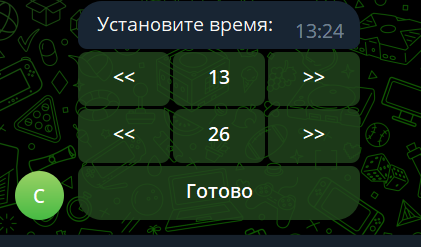 Установите время:
13:24
<< 13 >>
<< 26 >>
Готово
С